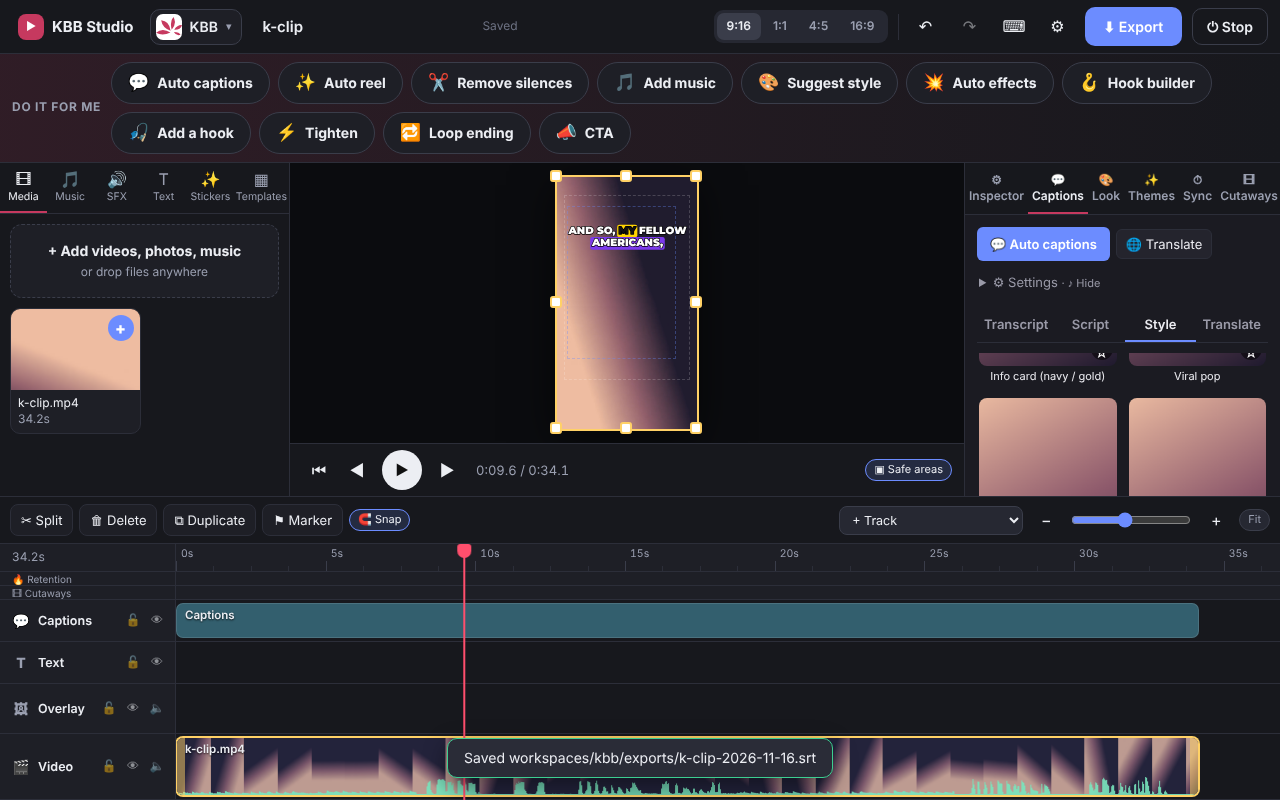 KBB Studio
KBB
k-clip
Saved
9:16
1:1
4:5
16:9
Export
Stop
DO IT FOR ME
Auto captions
Auto reel
Remove silences
Add music
Suggest style
Auto effects
Hook builder
Add a hook
Tighten
Loop ending
CTA
Media
Music
SFX
Text
Stickers
Templates
+ Add videos, photos, music
or drop files anywhere
k-clip.mp4
34.2s
AND SO, MY FELLOW
AMERICANS,
0:09.6 / 0:34.1
Safe areas
Inspector
Captions
Look
Themes
Sync
Cutaways
Auto captions
Translate
Settings · ♪ Hide
Transcript
Script
Style
Translate
Info card (navy / gold)
Viral pop
Split
Delete
Duplicate
Marker
Snap
+ Track
Fit
34.2s
0s
5s
10s
15s
20s
25s
30s
35s
Retention
Cutaways
Captions
Captions
Text
Overlay
Video
k-clip.mp4
Saved workspaces/kbb/exports/k-clip-2026-11-16.srt